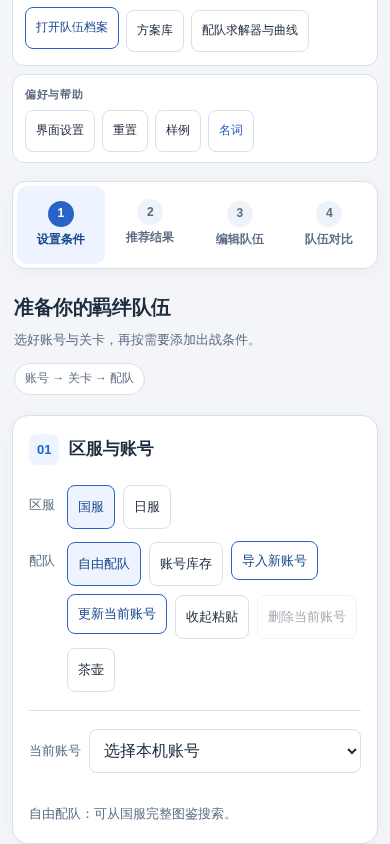 打开队伍档案 方案库 配队求解器与曲线
偏好与帮助
界面设置 重置 样例 名词
1 2 3 4
设置条件 推荐结果 编辑队伍 队伍对比
准备你的羁绊队伍
选好账号与关卡，再按需要添加出战条件。
账号 → 关卡 → 配队
01 区服与账号
区服 国服 日服
配队 自由配队 账号库存 导入新账号
更新当前账号 收起粘贴 删除当前账号
茶壶
当前账号 选择本机账号
自由配队：可从国服完整图鉴搜索。